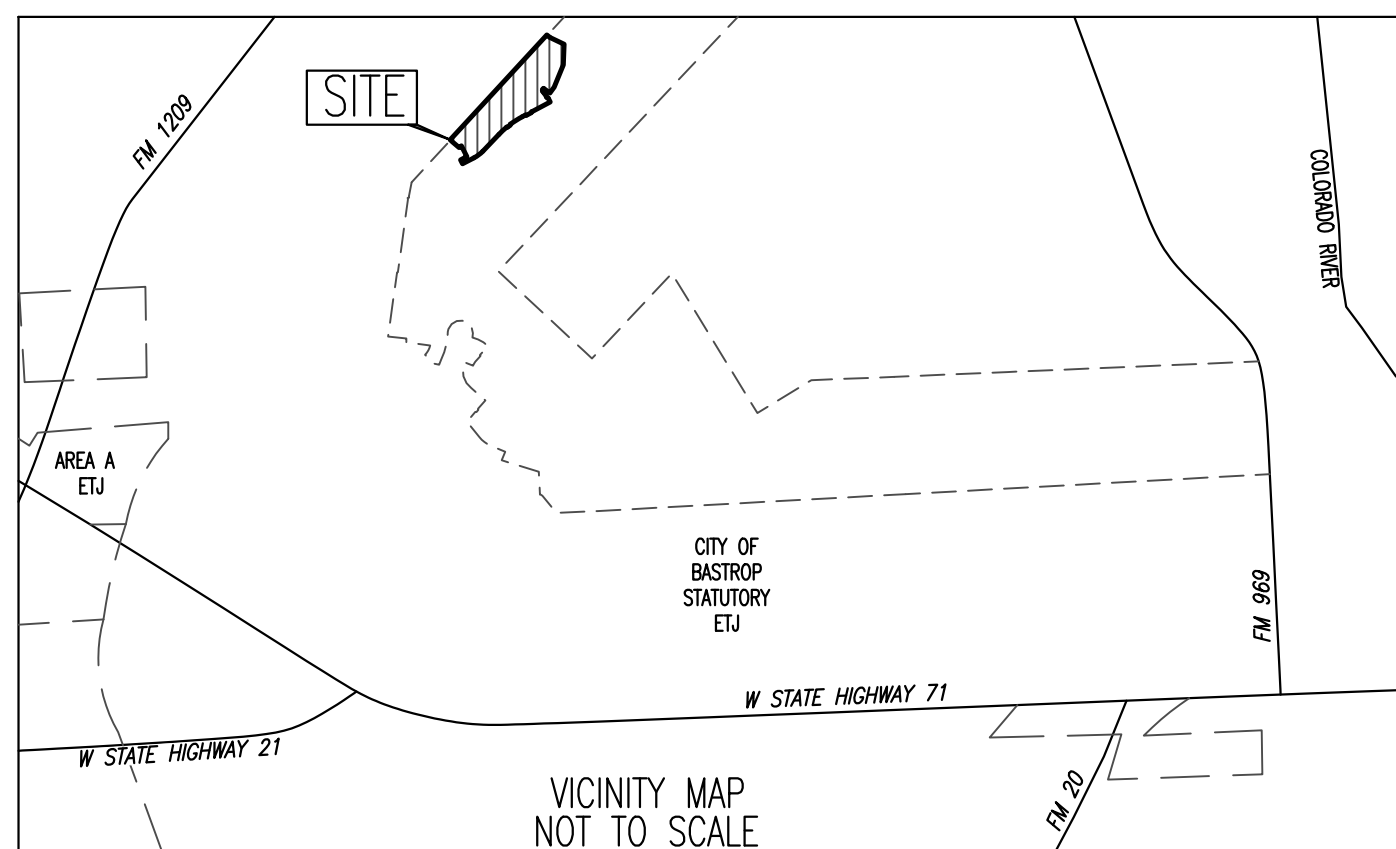 SITE
FM 1209
COLORADO RIVER
AREA A
ETJ
CITY OF
BASTROP
STATUTORY
ETJ
FM 969
W STATE HIGHWAY 71
W STATE HIGHWAY 21
VICINITY MAP
NOT TO SCALE
FM 20